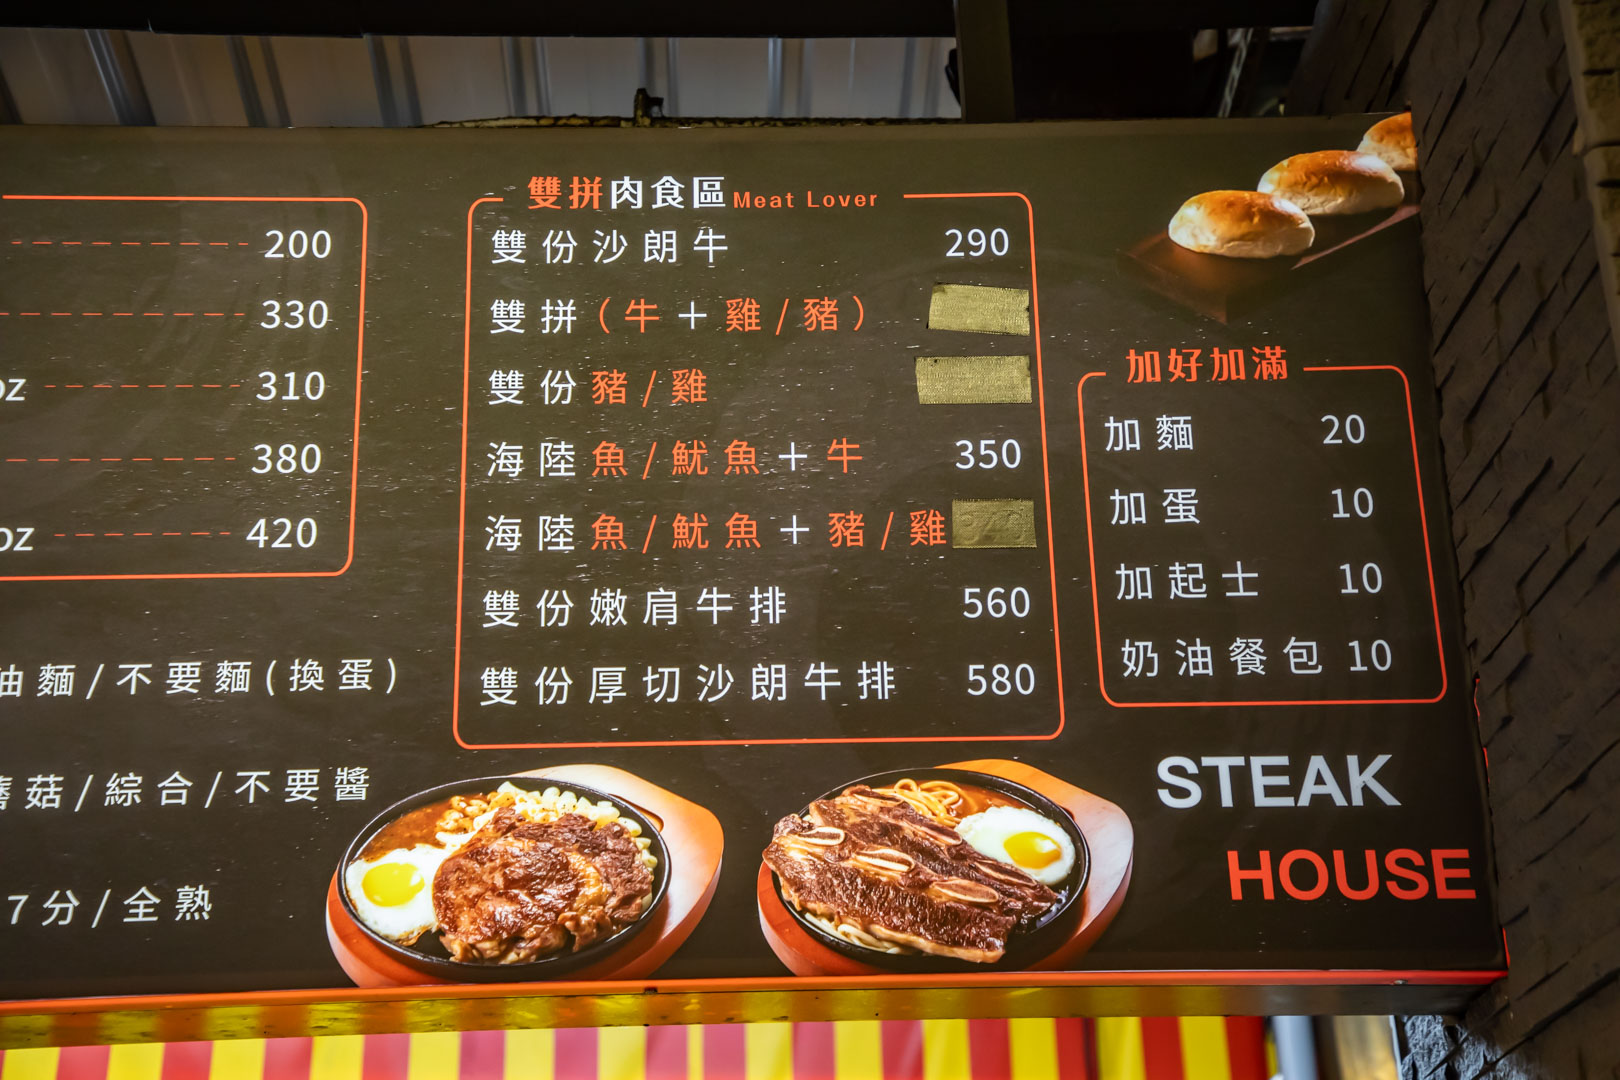 200
330
oz 310
380
oz 420
油麵/不要麵(換蛋)
蘑菇/綜合/不要醬
7分/全熟
雙拼肉食區 Meat Lover
雙份沙朗牛 290
雙拼(牛+雞/豬)
雙份豬/雞
海陸魚/魷魚+牛 350
海陸魚/魷魚+豬/雞
雙份嫩肩牛排 560
雙份厚切沙朗牛排 580
加好加滿
加麵 20
加蛋 10
加起士 10
奶油餐包 10
STEAK
HOUSE